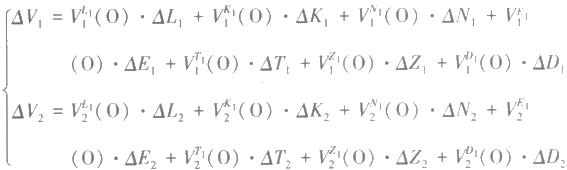 ΔV₁ = V₁^{L₁}(O) · ΔL₁ + V₁^{K₁}(O) · ΔK₁ + V₁^{N₁}(O) · ΔN₁ + V₁^{E₁}
(O) · ΔE₁ + V₁^{T₁}(O) · ΔT₁ + V₁^{Z₁}(O) · ΔZ₁ + V₁^{D₁}(O) · ΔD₁
ΔV₂ = V₂^{L₁}(O) · ΔL₂ + V₂^{K₁}(O) · ΔK₂ + V₂^{N₁}(O) · ΔN₂ + V₂^{E₁}
(O) · ΔE₂ + V₂^{T₁}(O) · ΔT₂ + V₂^{Z₁}(O) · ΔZ₂ + V₂^{D₁}(O) · ΔD₂